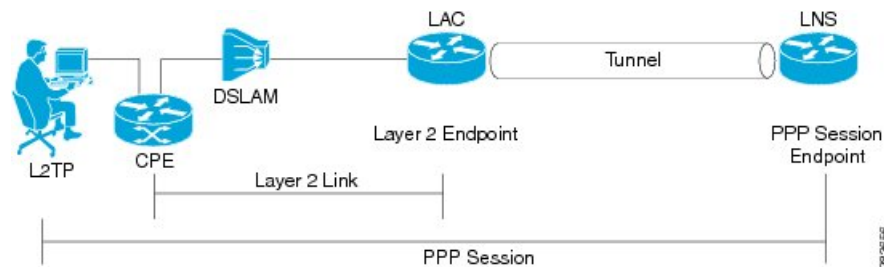 LAC
LNS
Tunnel
DSLAM
L2TP
CPE
Layer 2 Endpoint
PPP Session
Endpoint
Layer 2 Link
PPP Session